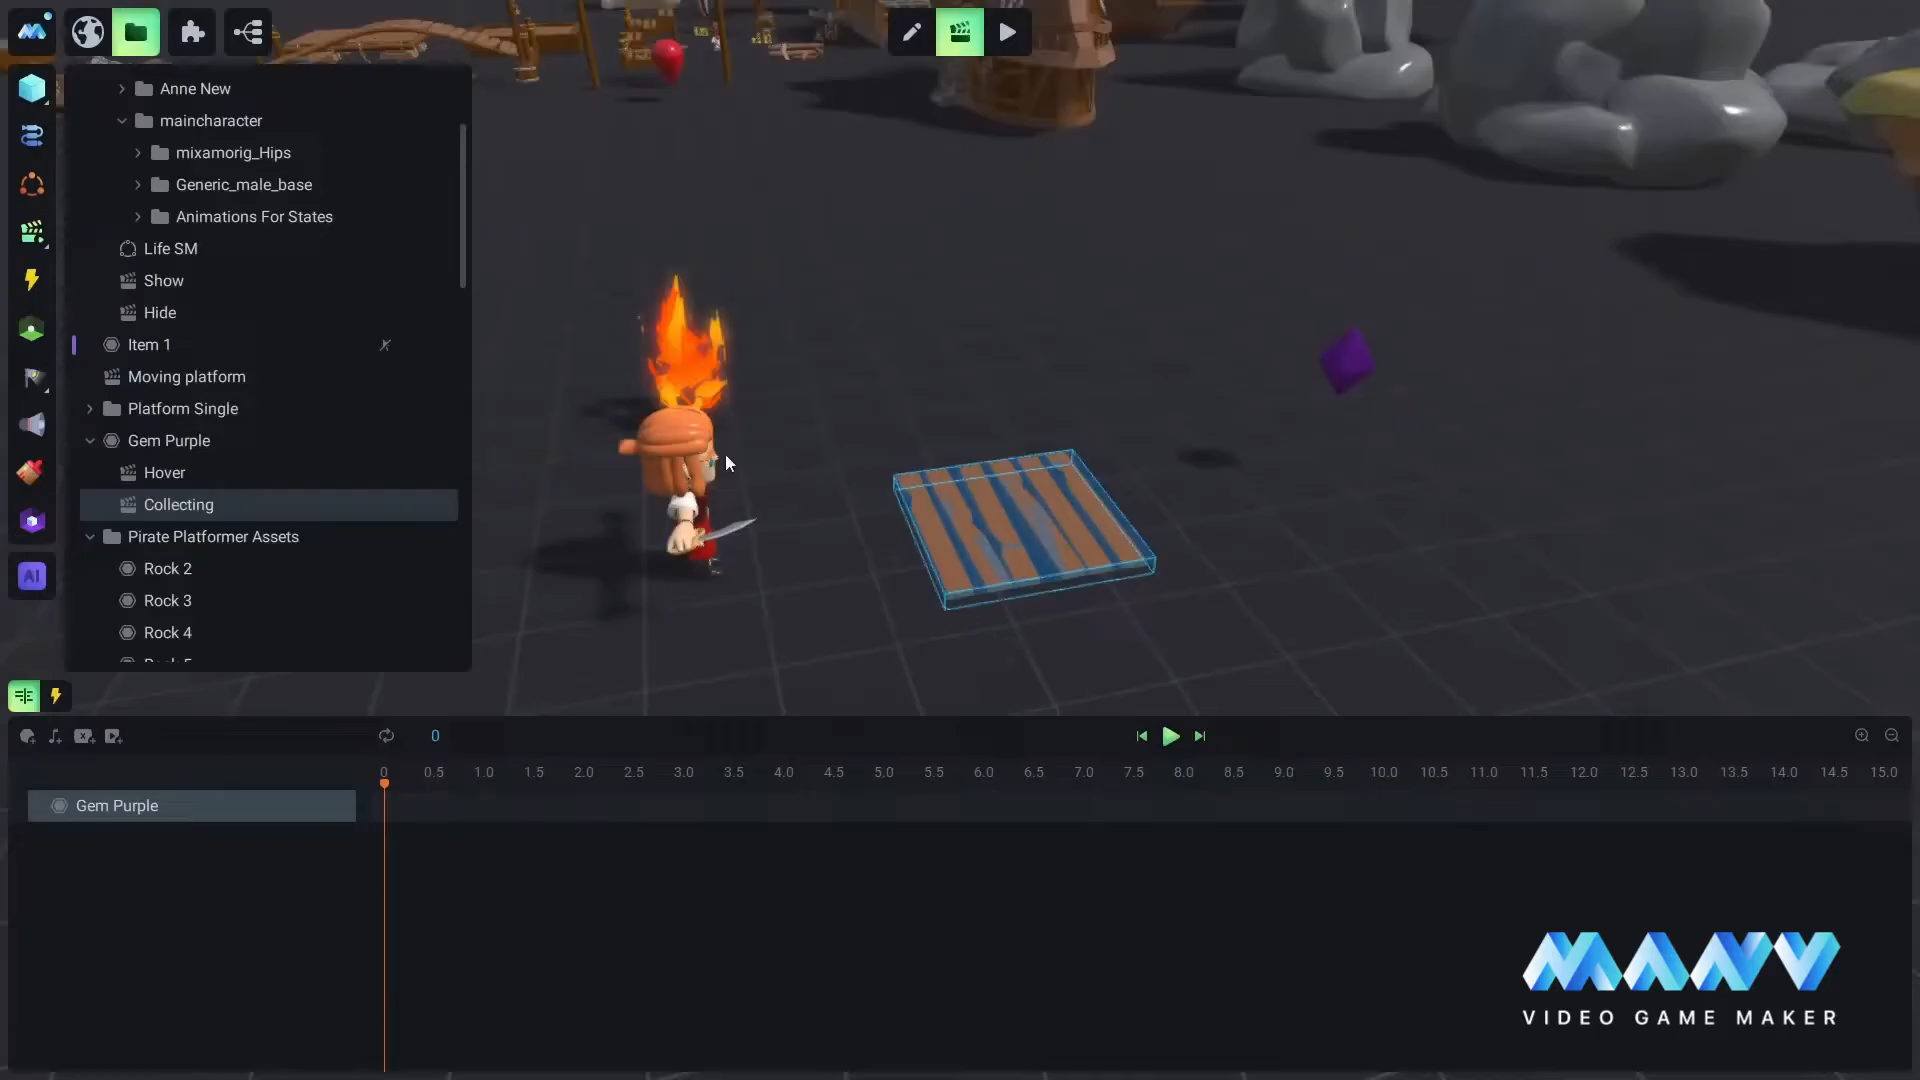 Anne New
maincharacter
mixamorig_Hips
Generic_male_base
Animations For States
Life SM
Show
Hide
Item 1
Moving platform
Platform Single
Gem Purple
Hover
Collecting
Pirate Platformer Assets
AI
Rock 2
Rock 3
Rock 4
0
0 0.5 1.0 1.5 2.0 2.5 3.0 3.5 4.0 4.5 5.0 5.5 6.0 6.5 7.0 7.5 8.0 8.5 9.0 9.5 10.0 10.5 11.0 11.5 12.0 12.5 13.0 13.5 14.0 14.5 15.0
Gem Purple
MANV
VIDEO GAME MAKER